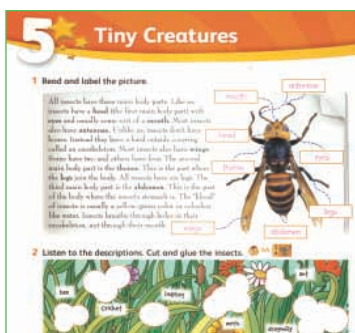 5 Tiny Creatures
1 Read and label the picture.
antennae
mouth
All insects have three main body parts. Like us,
insects have a head (the first main body part) with
eyes and usually some sort of a mouth. Most insects
also have antennae. Unlike us, insects don't have
bones. Instead they have a hard outside covering
called an exoskeleton. Most insects also have wings.
Some have two, and others have four. The second
main body part is the thorax. This is the part where
the legs join the body. All insects have six legs. The
third main body part is the abdomen. This is the part
of the body where the insects stomach is. The "blood"
of insects is usually a yellow-green color or colorless
like water. Insects breathe through holes in their
exoskeleton, not through their mouth.
head
eyes
thorax
legs
wings
abdomen
2 Listen to the descriptions. Cut and glue the insects.
bee
cricket
ladybug
ant
moth
dragonfly